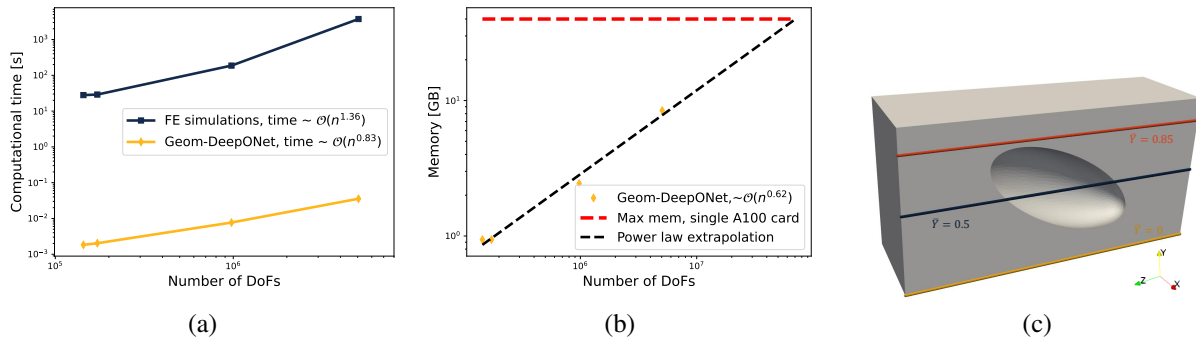 Computational time [s]
10³
10²
10¹
10⁰
10⁻¹
10⁻²
10⁻³
10⁵
10⁶
Number of DoFs
FE simulations, time ~ 𝒪(n^1.36)
Geom-DeepONet, time ~ 𝒪(n^0.83)
(a)
Memory [GB]
10¹
10⁰
10⁶
10⁷
Number of DoFs
Geom-DeepONet,~𝒪(n^0.62)
Max mem, single A100 card
Power law extrapolation
(b)
Ȳ = 0.85
Ȳ = 0.5
Ȳ = 0
Y
Z
X
(c)